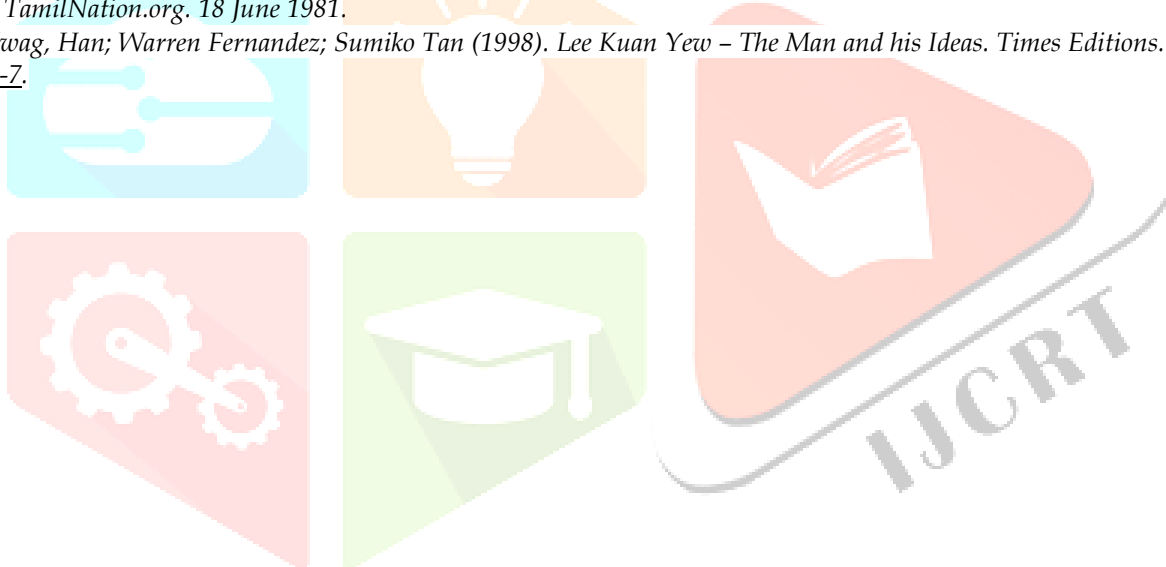 TamilNation.org. 18 June 1981.
wag, Han; Warren Fernandez; Sumiko Tan (1998). Lee Kuan Yew – The Man and his Ideas. Times Editions.
-7.
IJCRT